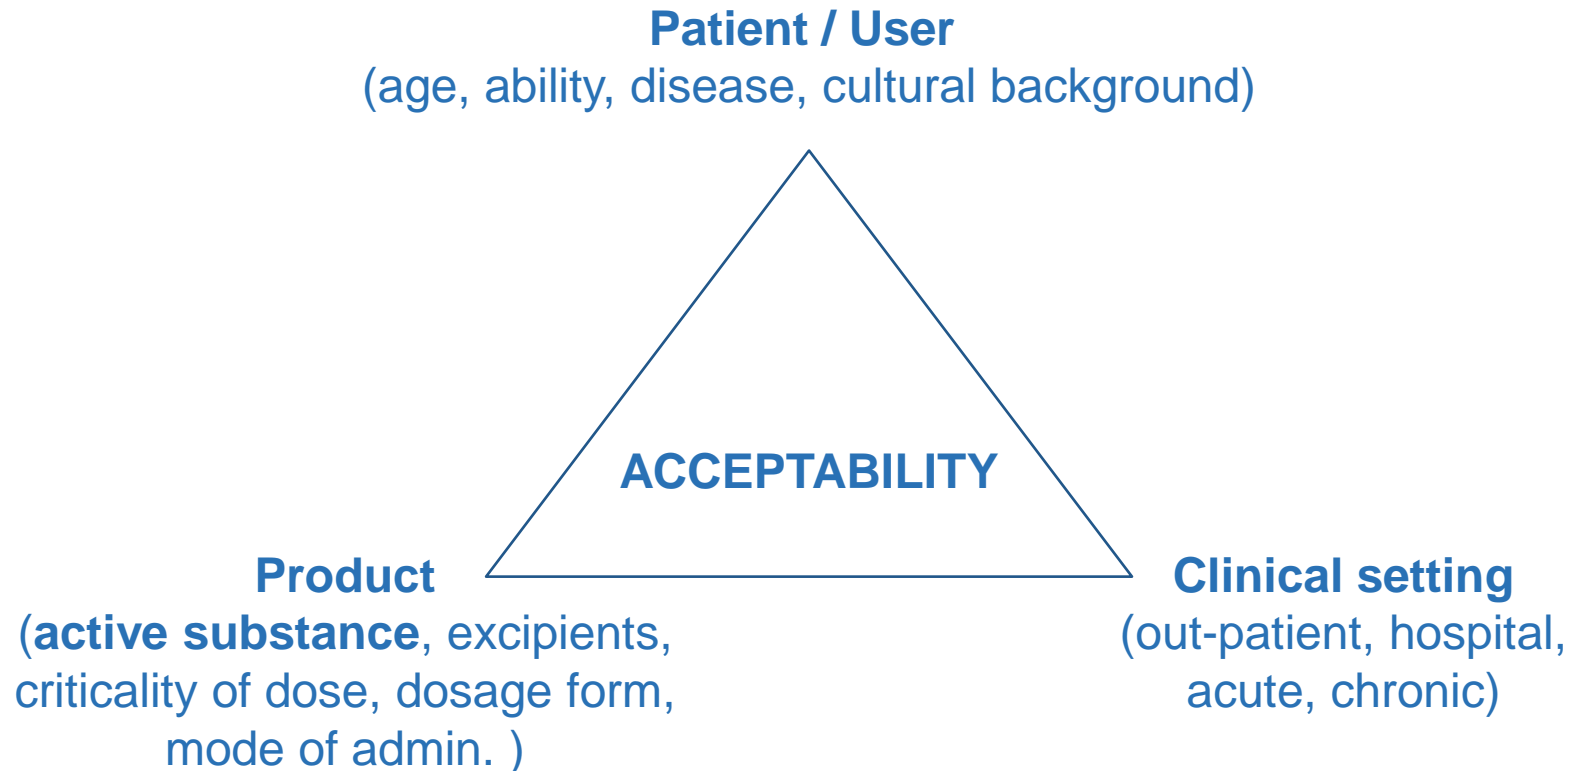 Patient / User
(age, ability, disease, cultural background)
ACCEPTABILITY
Product
(active substance, excipients,
criticality of dose, dosage form,
mode of admin. )
Clinical setting
(out-patient, hospital,
acute, chronic)